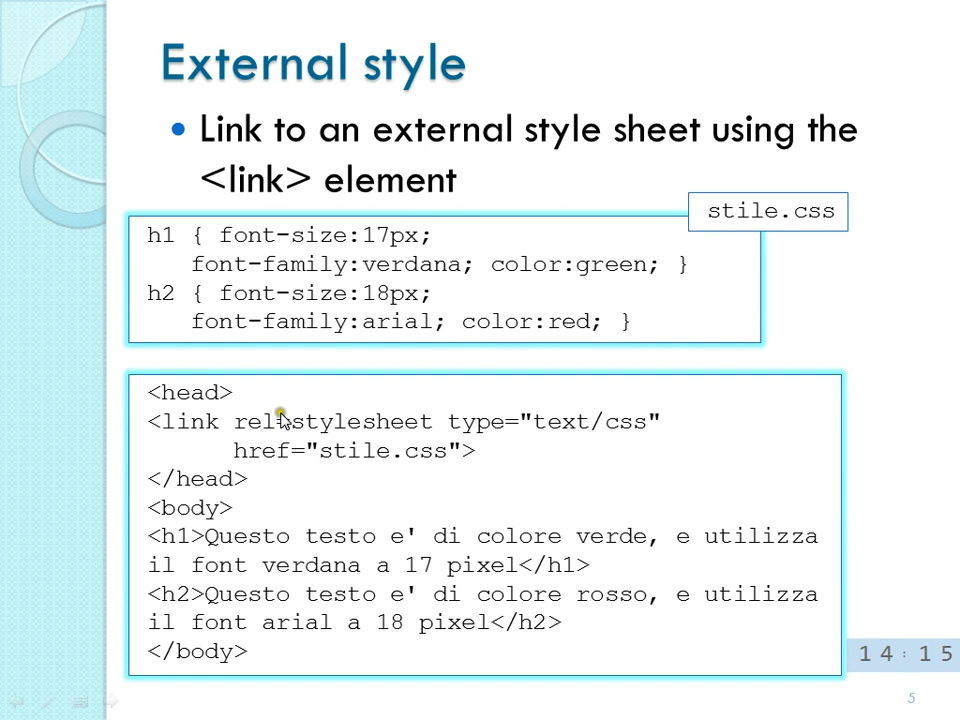 External style
Link to an external style sheet using the
<link> element
stile.css
h1 { font-size:17px;
font-family:verdana; color:green; }
h2 { font-size:18px;
font-family:arial; color:red; }
<head>
<link rel=stylesheet type="text/css"
href="stile.css">
</head>
<body>
<h1>Questo testo e' di colore verde, e utilizza
il font verdana a 17 pixel</h1>
<h2>Questo testo e' di colore rosso, e utilizza
il font arial a 18 pixel</h2>
</body>
14:15
5